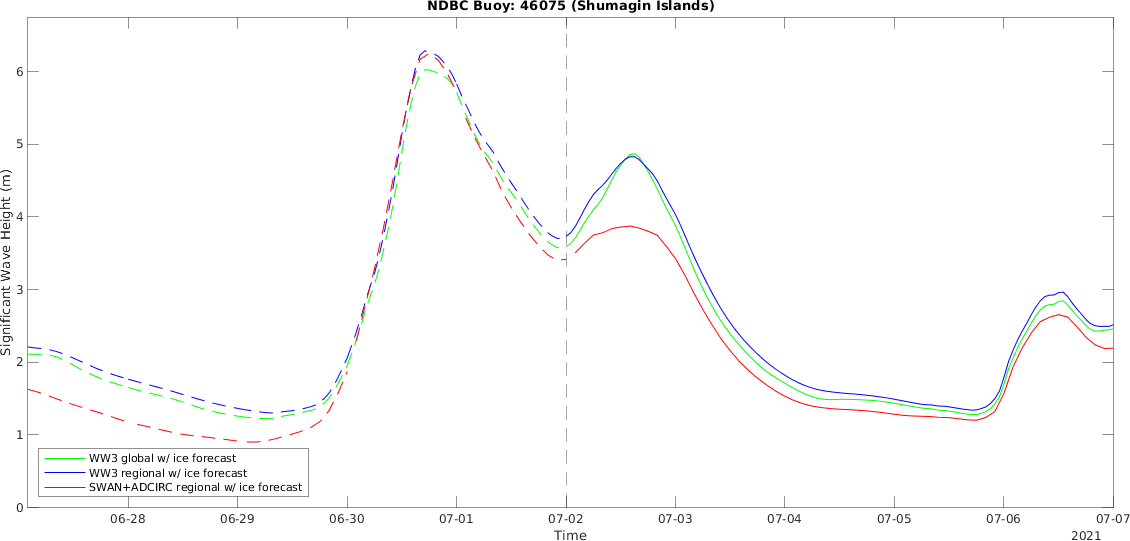 NDBC Buoy: 46075 (Shumagin Islands)
Significant Wave Height (m)
6
5
4
3
2
1
0
WW3 global w/ ice forecast
WW3 regional w/ ice forecast
SWAN+ADCIRC regional w/ ice forecast
06-28 06-29 06-30 07-01 07-02 07-03 07-04 07-05 07-06 07-07
Time
2021